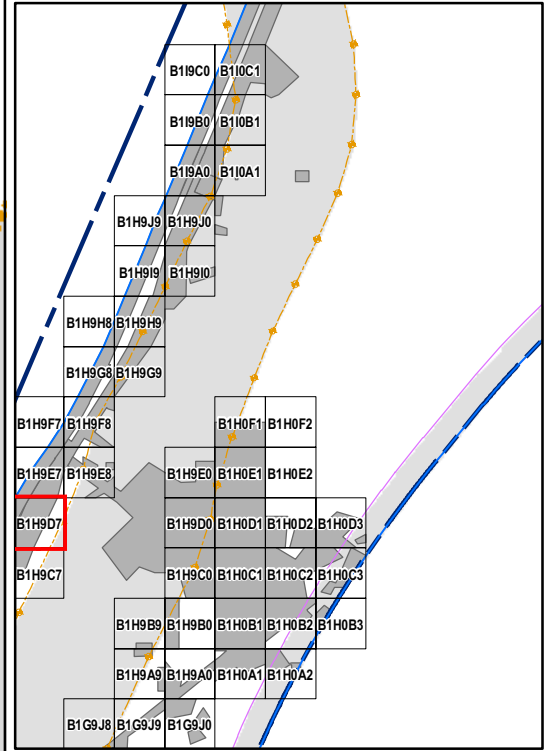 B1I9C0 B1I0C1
B1I9B0 B1I0B1
B1I9A0 B1I0A1
B1H9J9 B1H9J0
B1H9I9 B1H9I0
B1H9H8 B1H9H9
B1H9G8 B1H9G9
B1H9F7 B1H9F8 B1H0F1 B1H0F2
B1H9E7 B1H9E8 B1H9E0 B1H0E1 B1H0E2
B1H9D7 B1H9D0 B1H0D1 B1H0D2 B1H0D3
B1H9C7 B1H9C0 B1H0C1 B1H0C2 B1H0C3
B1H9B9 B1H9B0 B1H0B1 B1H0B2 B1H0B3
B1H9A9 B1H9A0 B1H0A1 B1H0A2
B1G9J8 B1G9J9 B1G9J0